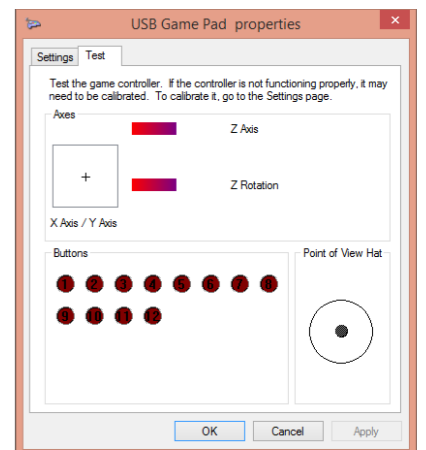 USB Game Pad properties
Settings Test
Test the game controller. If the controller is not functioning properly, it may
need to be calibrated. To calibrate it, go to the Settings page.
Axes
Z Axis
Z Rotation
X Axis / Y Axis
Buttons
Point of View Hat
1 2 3 4 5 6 7 8
9 10 11 12
OK Cancel Apply